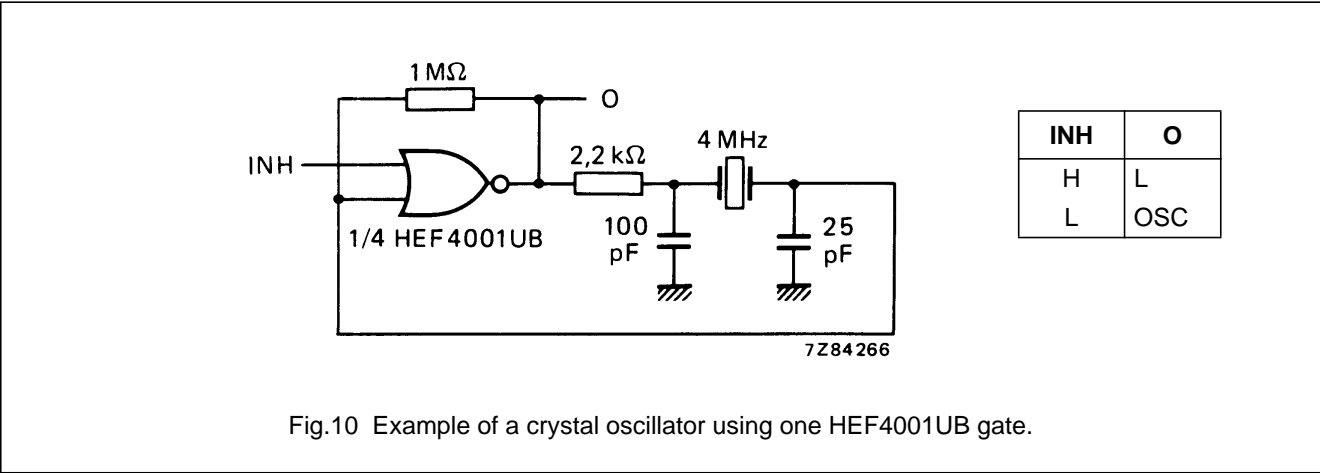 1 MΩ
O
INH
2,2 kΩ
4 MHz
1/4 HEF4001UB
100
pF
25
pF
7Z84266
INH O
H L
L OSC
Fig.10 Example of a crystal oscillator using one HEF4001UB gate.